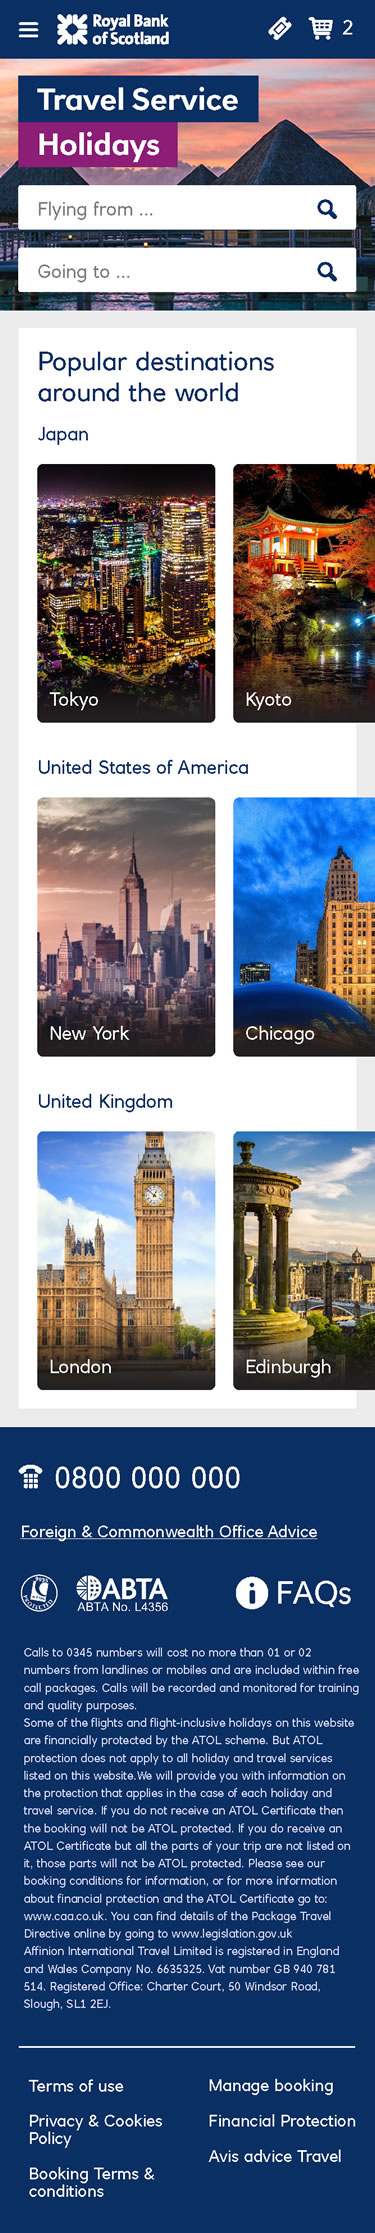 Royal Bank
of Scotland
2
Travel Service
Holidays
Flying from ...
Going to ...
Popular destinations
around the world
Japan
Tokyo
Kyoto
United States of America
New York
Chicago
United Kingdom
London
Edinburgh
0800 000 000
Foreign & Commonwealth Office Advice
ABTA
ABTA No. L4356
FAQs
Calls to 0345 numbers will cost no more than 01 or 02
numbers from landlines or mobiles and are included within free
call packages. Calls will be recorded and monitored for training
and quality purposes.
Some of the flights and flight-inclusive holidays on this website
are financially protected by the ATOL scheme. But ATOL
protection does not apply to all holiday and travel services
listed on this website.We will provide you with information on
the protection that applies in the case of each holiday and
travel service. If you do not receive an ATOL Certificate then
the booking will not be ATOL protected. If you do receive an
ATOL Certificate but all the parts of your trip are not listed on
it, those parts will not be ATOL protected. Please see our
booking conditions for information, or for more information
about financial protection and the ATOL Certificate go to:
www.caa.co.uk. You can find details of the Package Travel
Directive online by going to www.legislation.gov.uk
Affinion International Travel Limited is registered in England
and Wales Company No. 6635325. Vat number GB 940 781
514. Registered Office: Charter Court, 50 Windsor Road,
Slough, SL1 2EJ.
Terms of use
Manage booking
Privacy & Cookies
Policy
Financial Protection
Avis advice Travel
Booking Terms &
conditions